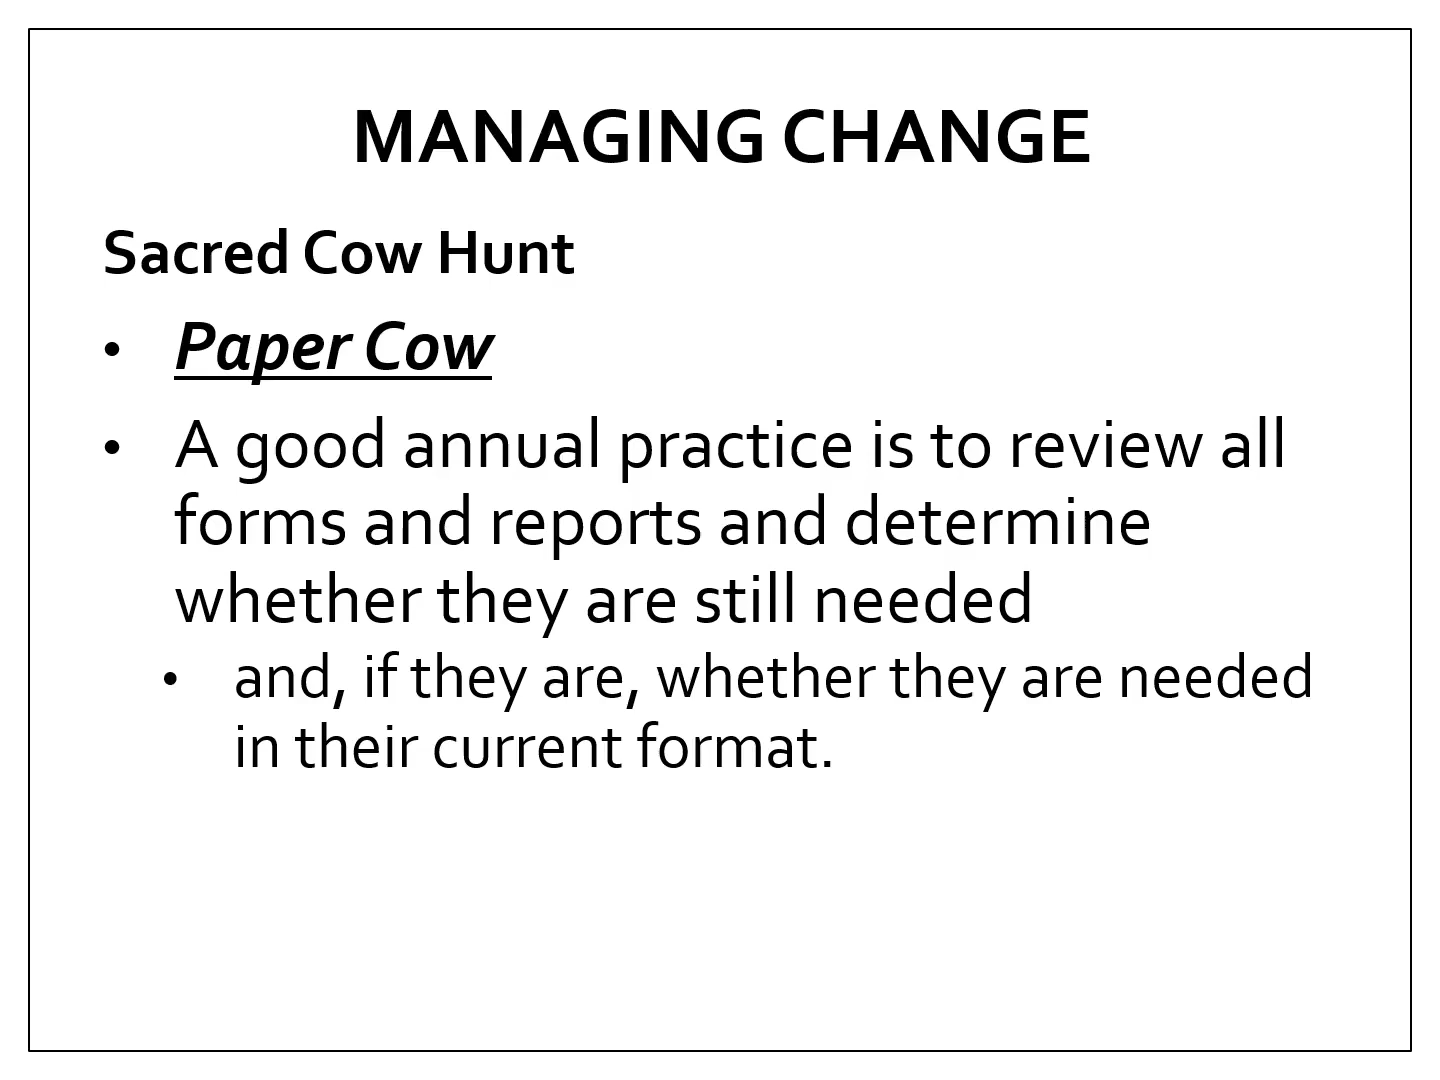 MANAGING CHANGE
Sacred Cow Hunt
• Paper Cow
• A good annual practice is to review all
forms and reports and determine
whether they are still needed
• and, if they are, whether they are needed
in their current format.